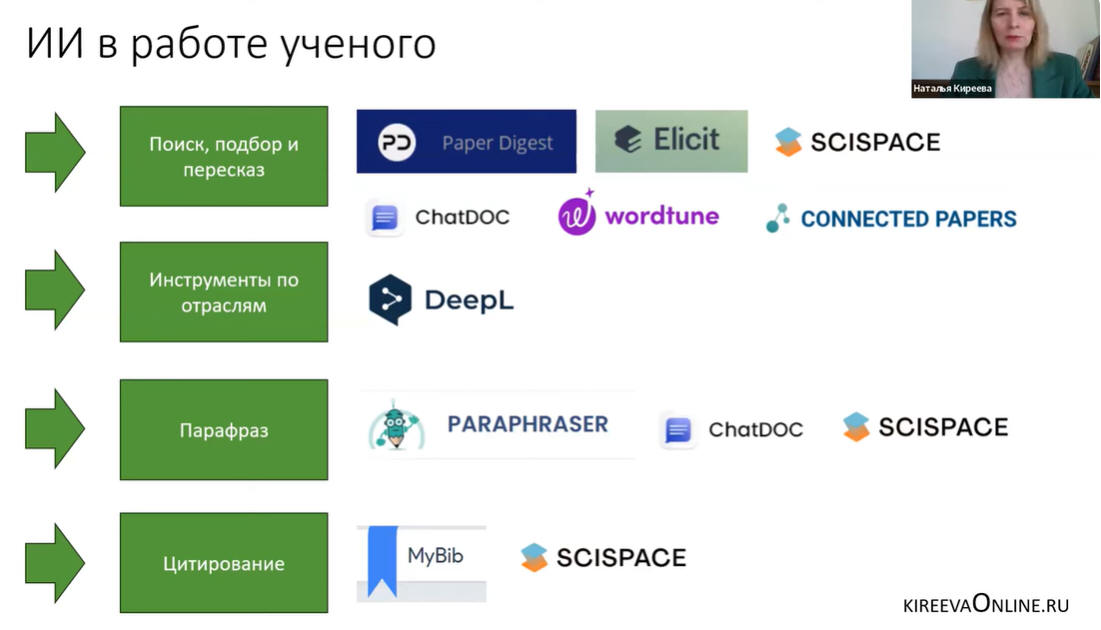 ИИ в работе ученого
Наталья Киреева
Поиск, подбор и
пересказ
PD Paper Digest
Elicit
SCISPACE
ChatDOC
wordtune
CONNECTED PAPERS
Инструменты по
отраслям
DeepL
Парафраз
PARAPHRASER
ChatDOC
SCISPACE
Цитирование
MyBib
SCISPACE
KIREEVAONLINE.RU